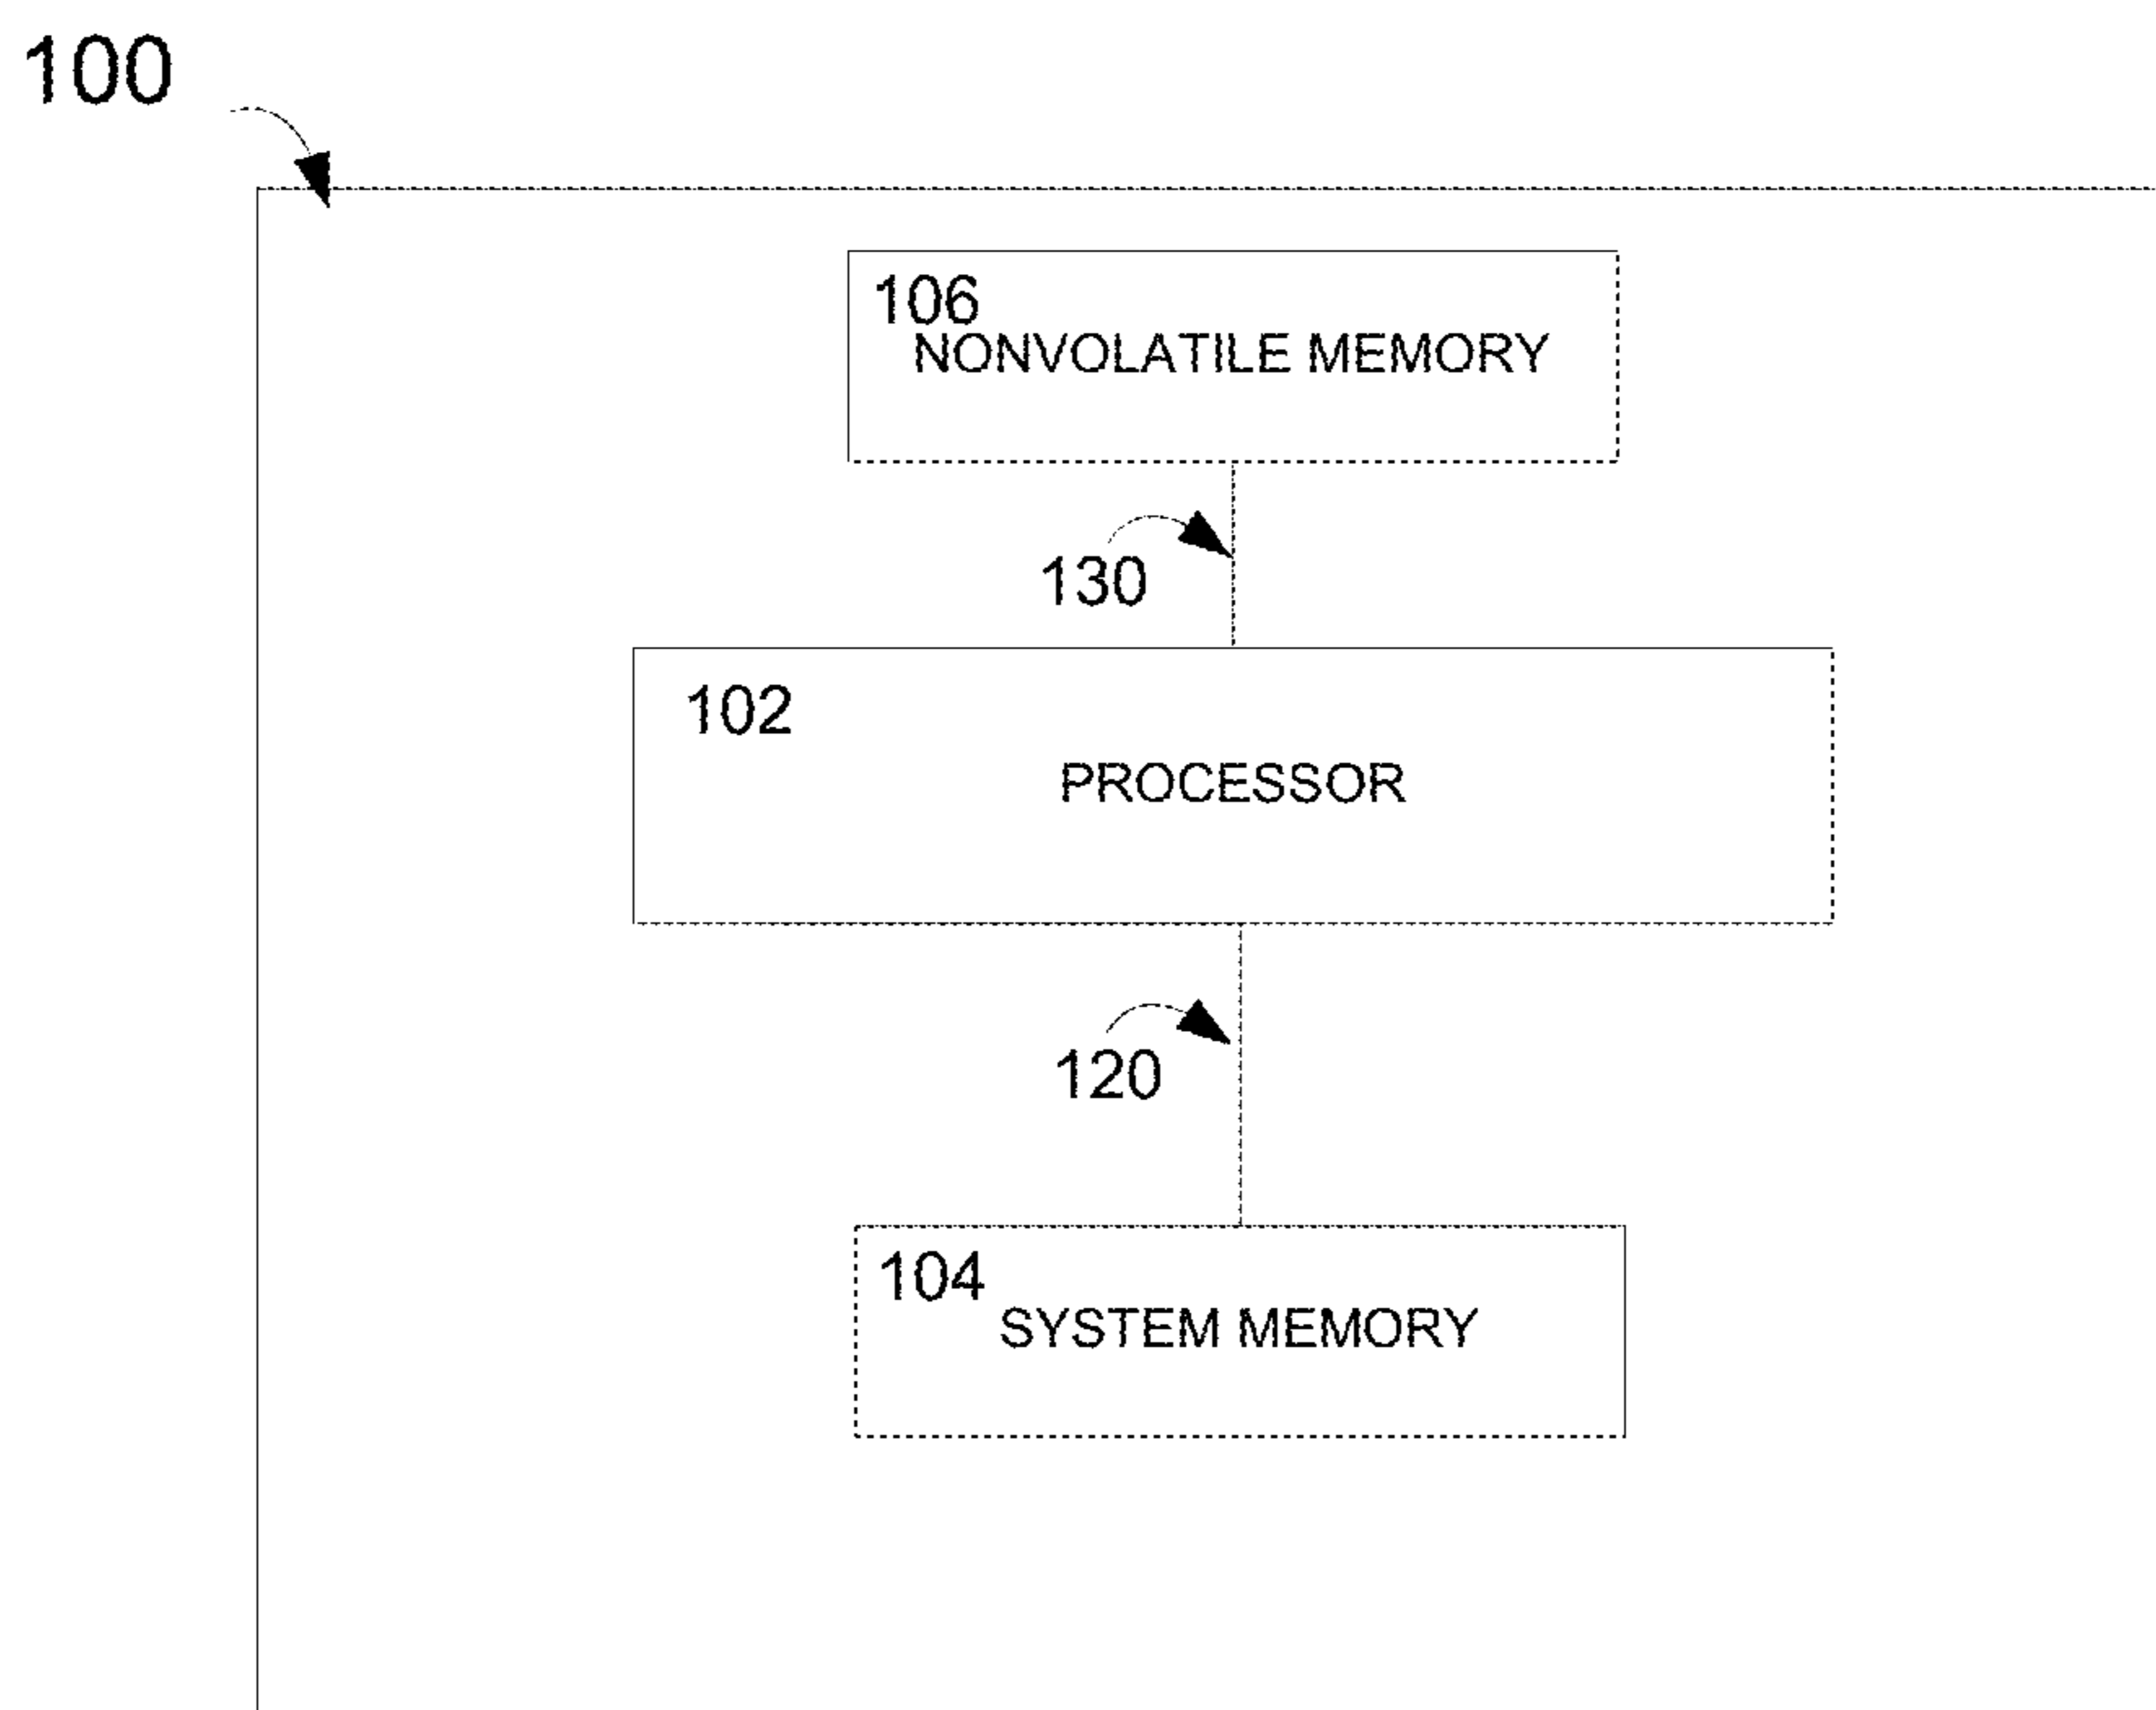 100
106
NONVOLATILE MEMORY
130
102
PROCESSOR
120
104
SYSTEM MEMORY